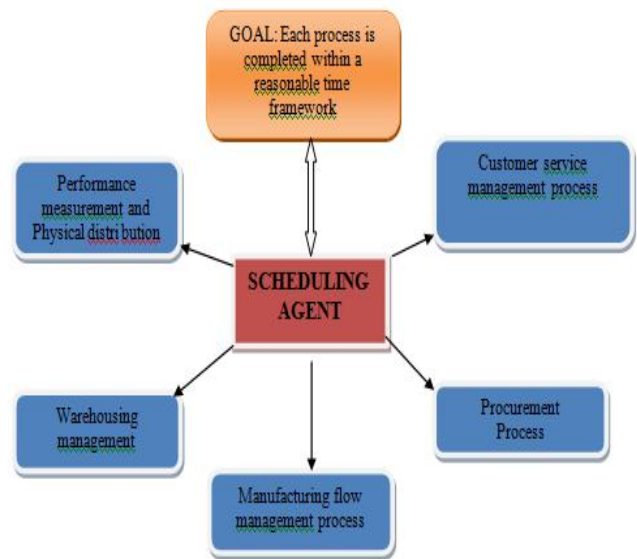 GOAL: Each process is
completed within a
reasonable time
framework
Customer service
management process
Performance
measurement and
Physical distri bution
SCHEDULING
AGENT
Warehousing
management
Procurement
Process
Manufacturing flow
management process